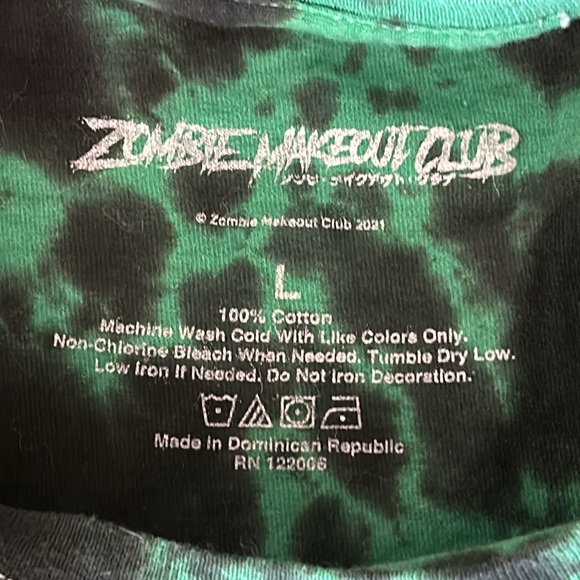 ZOMBIE MAKEOUT CLUB
ゾンビ・メイクアウト・クラブ
© Zombie Makeout Club 2021
L
100% Cotton
Machine Wash Cold With Like Colors Only.
Non-Chlorine Bleach When Needed. Tumble Dry Low.
Low Iron If Needed. Do Not Iron Decoration.
Made in Dominican Republic
RN 122006